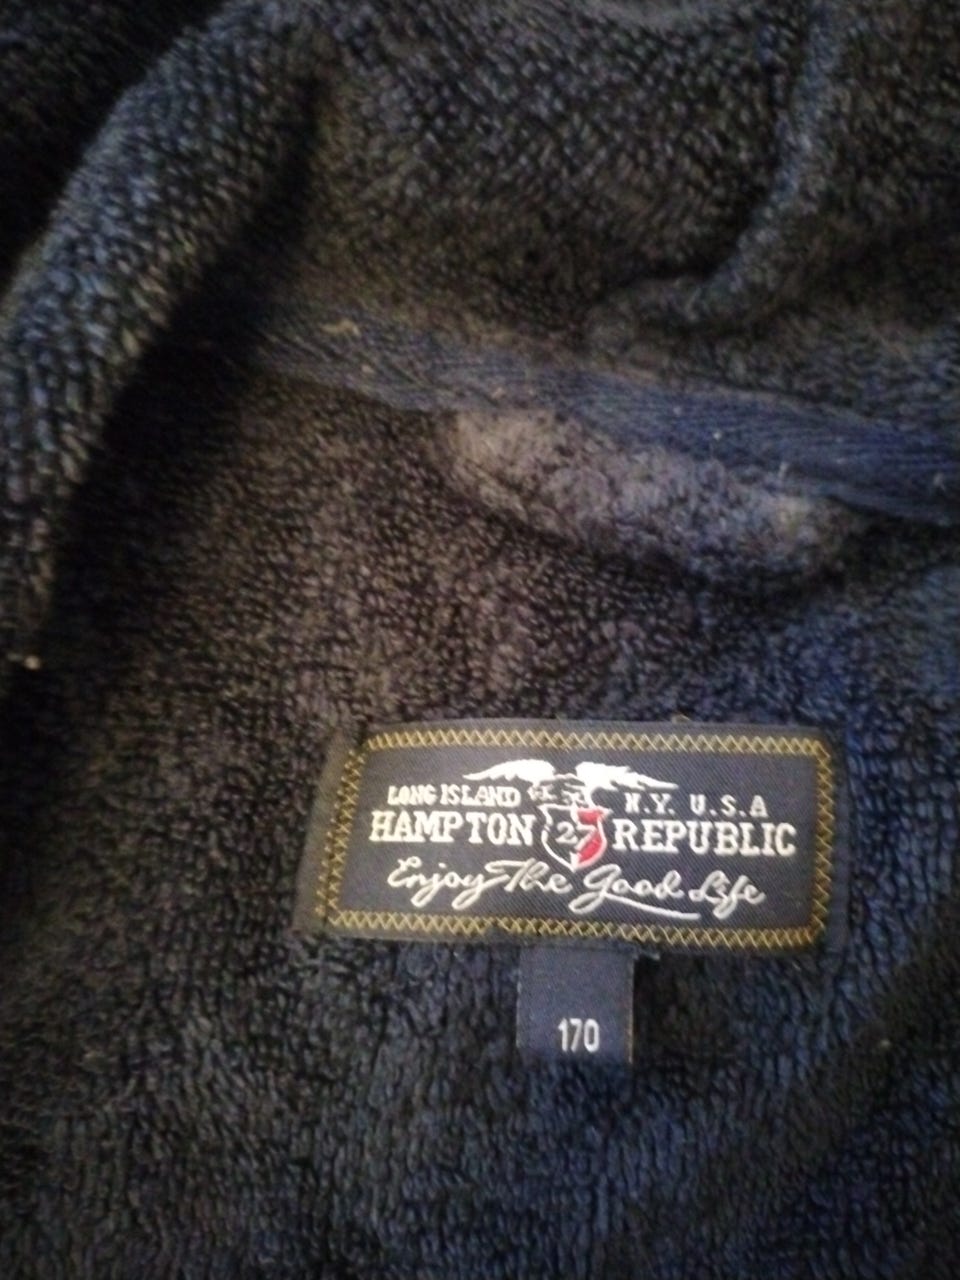 LONG ISLAND N.Y. U.S.A
HAMPTON 27 REPUBLIC
Enjoy The Good Life
170